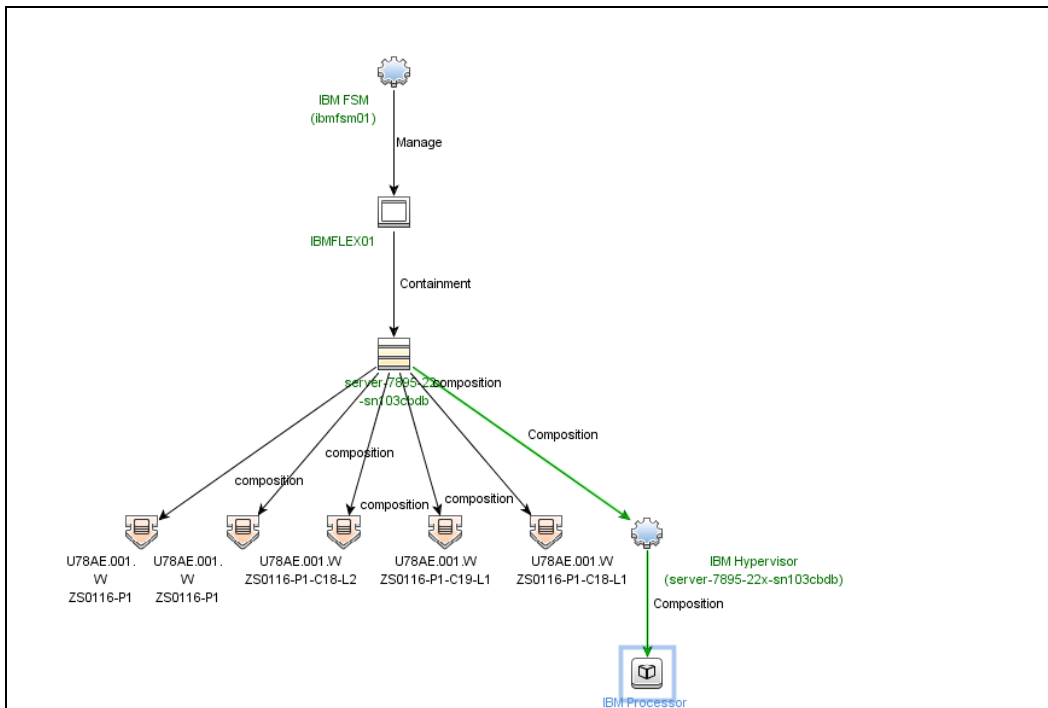 IBM FSM
(ibmfsm01)
Manage
IBMFLEX01
Containment
server-7895-22
composition
-sn103cbdb
Composition
composition
composition
composition
composition
U78AE.001.
W
ZS0116-P1
U78AE.001.
W
ZS0116-P1
U78AE.001.W
ZS0116-P1-C18-L2
U78AE.001.W
ZS0116-P1-C19-L1
U78AE.001.W
ZS0116-P1-C18-L1
IBM Hypervisor
(server-7895-22x-sn103cbdb)
Composition
IBM Processor